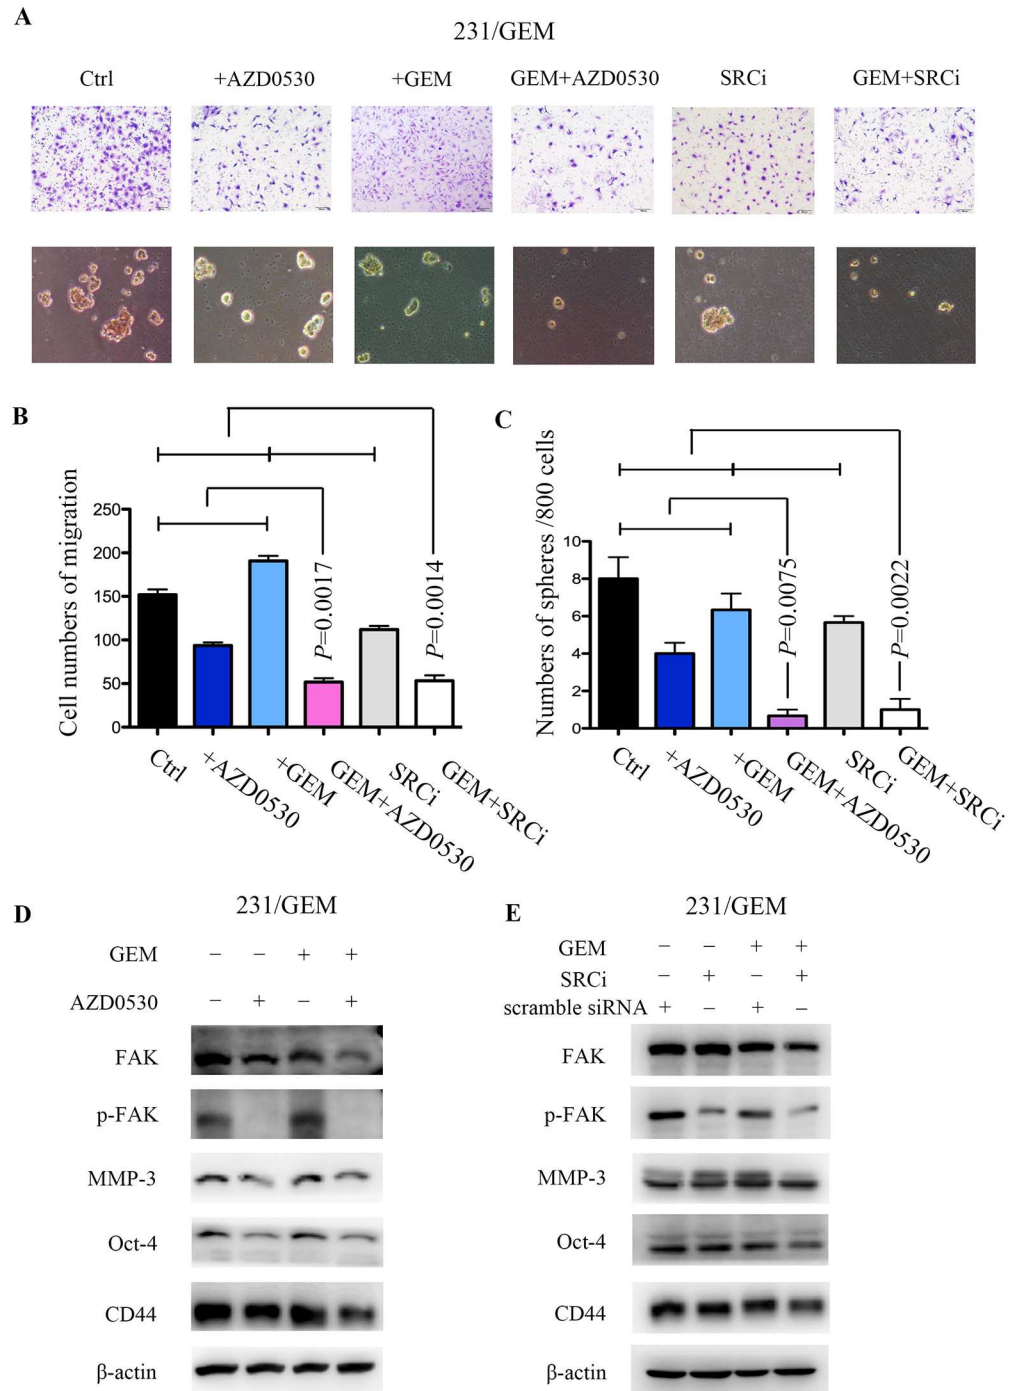 A
231/GEM
Ctrl +AZD0530 +GEM GEM+AZD0530 SRCi GEM+SRCi
B
Cell numbers of migration
250
200
150
100
50
0
P=0.0017
P=0.0014
Ctrl
+AZD0530
+GEM
GEM+AZD0530
SRCi
GEM+SRCi
C
Numbers of spheres /800 cells
10
8
6
4
2
0
P=0.0075
P=0.0022
Ctrl
+AZD0530
+GEM
GEM+AZD0530
SRCi
GEM+SRCi
D
231/GEM
GEM − − + +
AZD0530 − + − +
FAK
p-FAK
MMP-3
Oct-4
CD44
β-actin
E
231/GEM
GEM − − + +
SRCi − + − +
scramble siRNA + − + −
FAK
p-FAK
MMP-3
Oct-4
CD44
β-actin